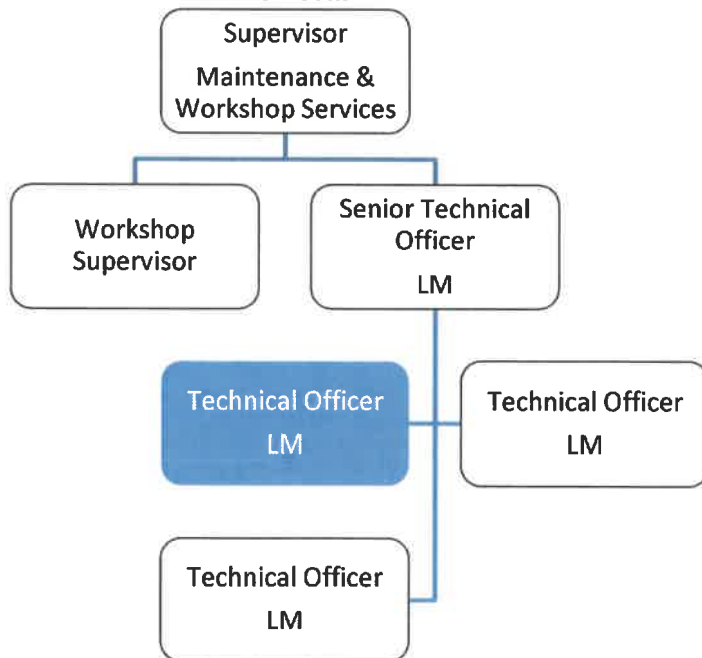 Supervisor
Maintenance &
Workshop Services
Workshop
Supervisor
Senior Technical
Officer
LM
Technical Officer
LM
Technical Officer
LM
Technical Officer
LM